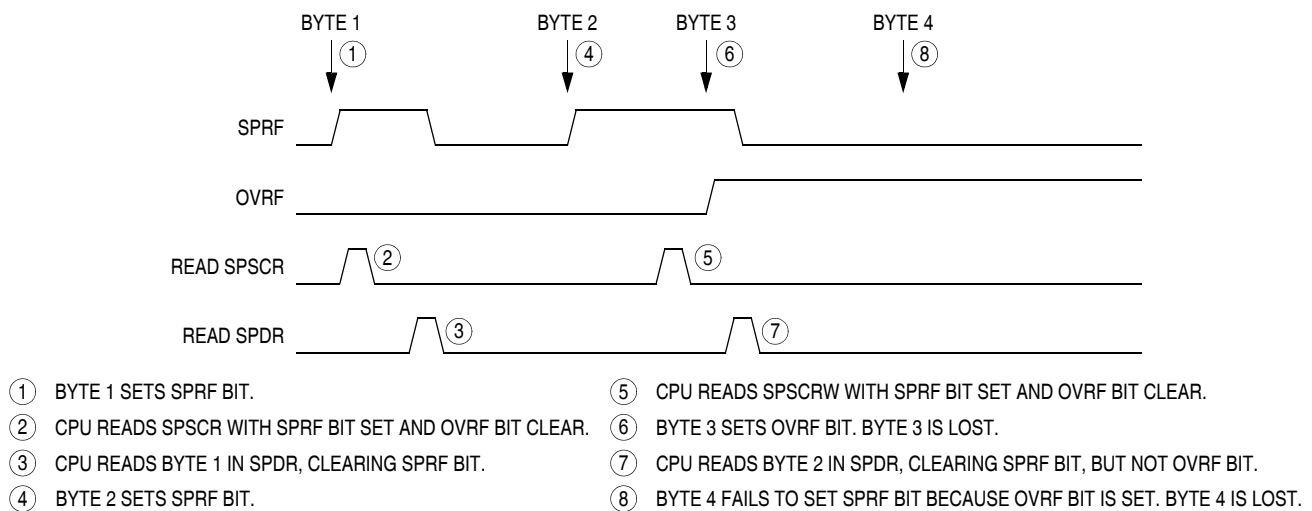 BYTE 1 BYTE 2 BYTE 3 BYTE 4
1 4 6 8
SPRF
OVRF
READ SPSCR 2 5
READ SPDR 3 7
1 BYTE 1 SETS SPRF BIT.
2 CPU READS SPSCR WITH SPRF BIT SET AND OVRF BIT CLEAR.
3 CPU READS BYTE 1 IN SPDR, CLEARING SPRF BIT.
4 BYTE 2 SETS SPRF BIT.
5 CPU READS SPSCRW WITH SPRF BIT SET AND OVRF BIT CLEAR.
6 BYTE 3 SETS OVRF BIT. BYTE 3 IS LOST.
7 CPU READS BYTE 2 IN SPDR, CLEARING SPRF BIT, BUT NOT OVRF BIT.
8 BYTE 4 FAILS TO SET SPRF BIT BECAUSE OVRF BIT IS SET. BYTE 4 IS LOST.